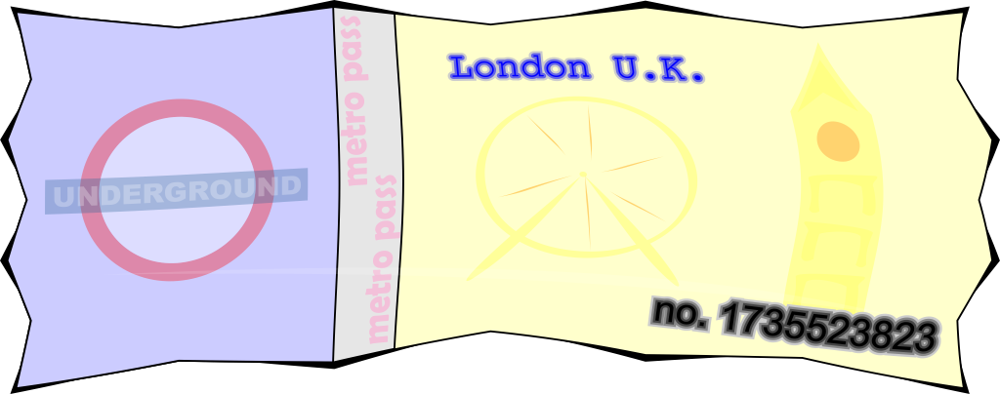 UNDERGROUND
metro pass
metro pass
London U.K.
no. 1735523823